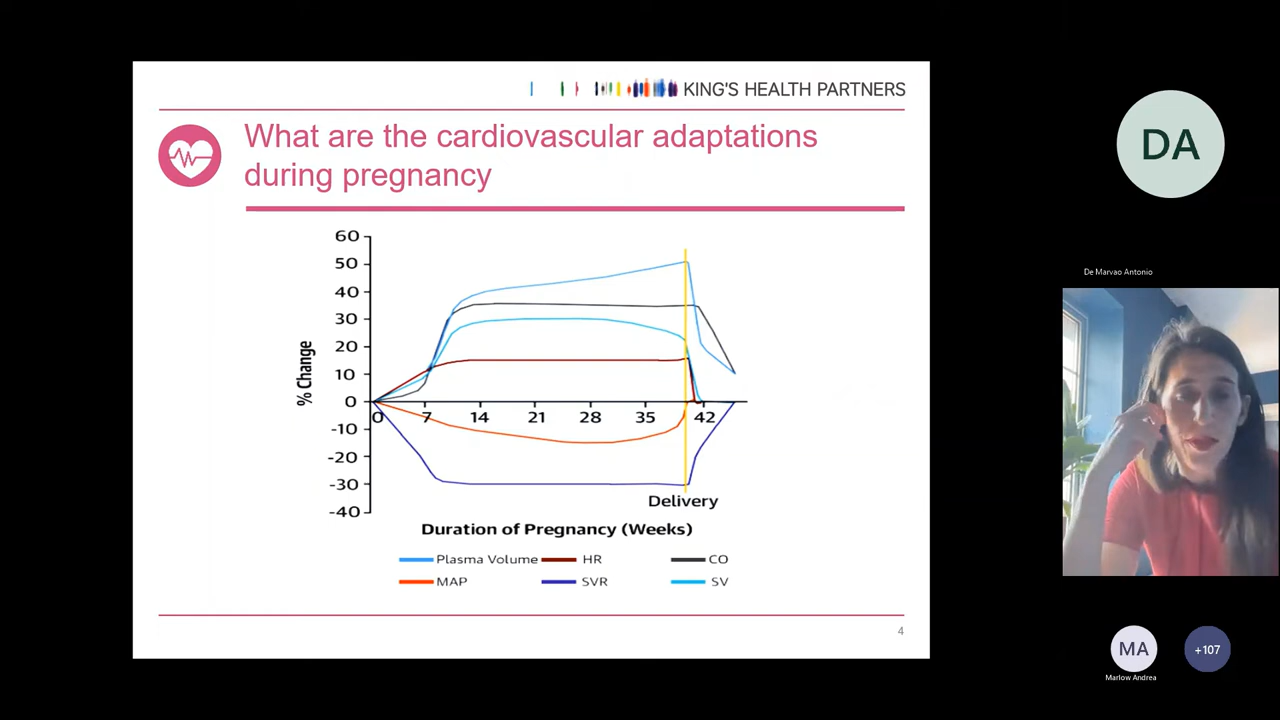 KING'S HEALTH PARTNERS
What are the cardiovascular adaptations
during pregnancy
60
50
40
30
20
10
0
-10
-20
-30
-40
% Change
0 7 14 21 28 35 42
Delivery
Duration of Pregnancy (Weeks)
Plasma Volume HR CO
MAP SVR SV
4
DA
De Marvao Antonio
MA
+107
Marlow Andrea